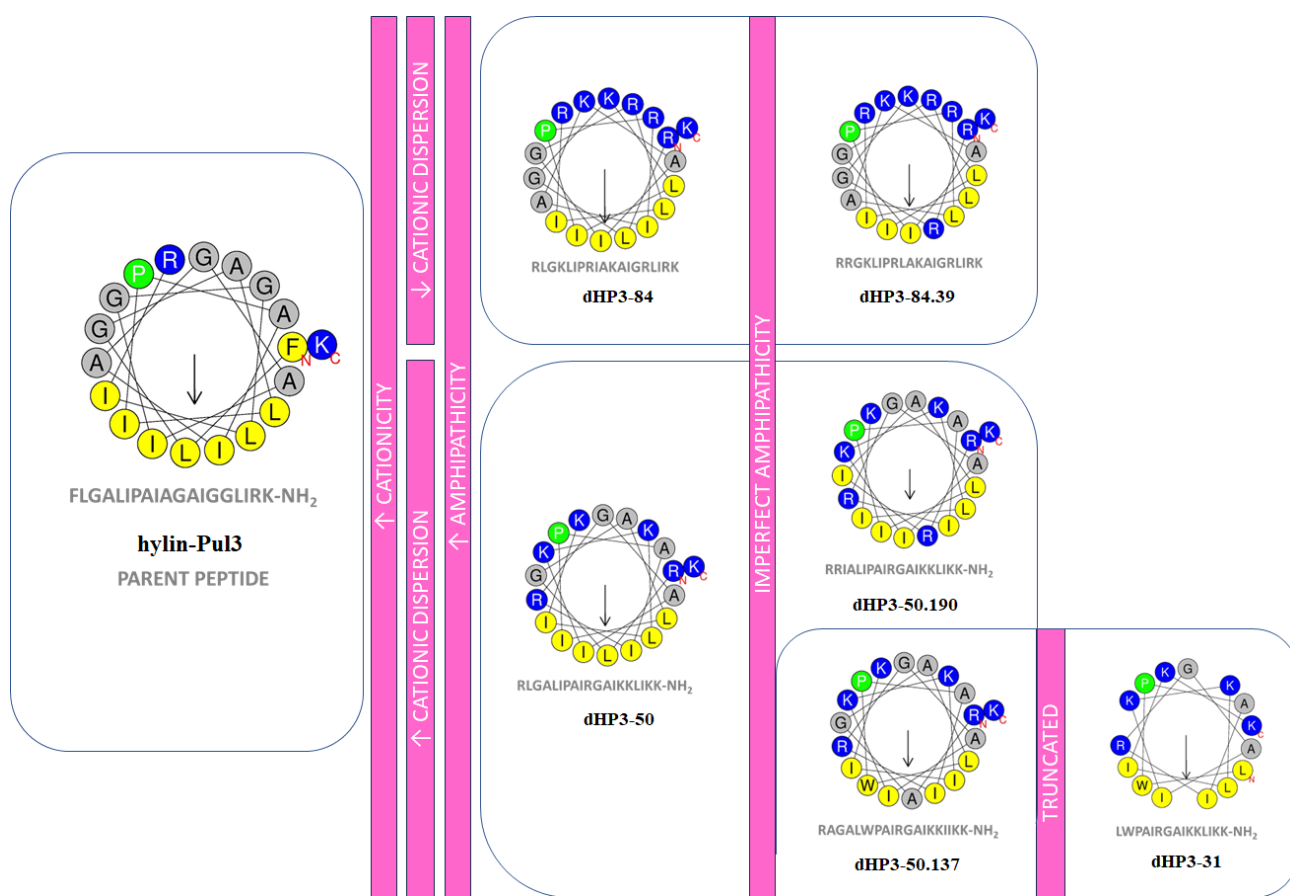 hylin-Pul3
PARENT PEPTIDE
FLGALIPAIAGAIGGLIRK-NH₂
P R G A G A F K A L L I L I I I A G G
N C
↑ CATIONICITY
↓ CATIONIC DISPERSION
↑ CATIONIC DISPERSION
↑ AMPHIPATHICITY
P R K K R R R K A L L I L I I I A G G
N C
RLGKLIPRIAKAIGRLIRK
dHP3-84
IMPERFECT AMPHIPATHICITY
P R K K R R R K A L L L R I I I A G G
N C
RRGKLIPRLAKAIGRLIRK
dHP3-84.39
P K G A K A R K A L L I L I I I R G K
N C
RLGALIPAIRGAIKKLIKK-NH₂
dHP3-50
P K G A K A R K A L L I R I I I R I K
N C
RRIALIPAIRGAIKKLIKK-NH₂
dHP3-50.190
P K G A K A R K A L I I A I W I R G K
N C
RAGALWPAIRGAIKKIIKK-NH₂
dHP3-50.137
TRUNCATED
P K G K A K A L L I I W I R K
C N
LWPAIRGAIKKLIKK-NH₂
dHP3-31